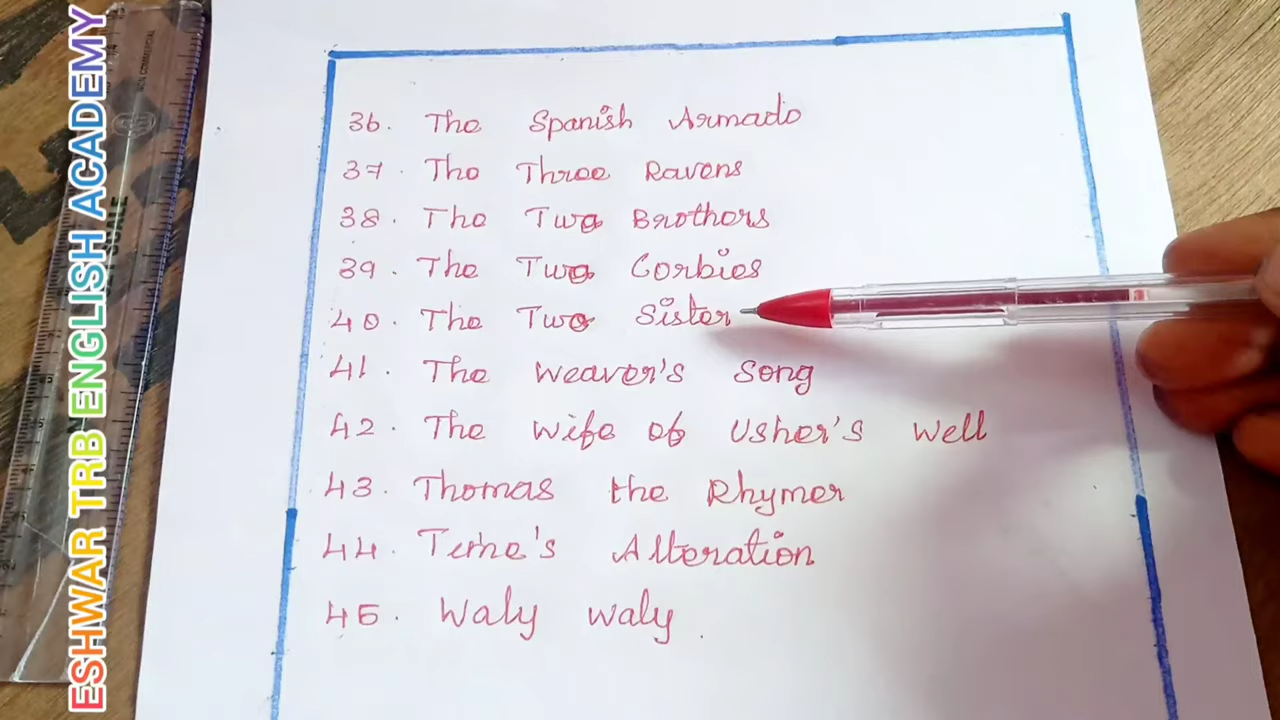 ESHWAR TRB ENGLISH ACADEMY
36. The Spanish Armado
37. The Three Ravens
38. The Two Brothers
39. The Two Corbies
40. The Two Sister
41. The Weaver's Song
42. The Wife of Usher's Well
43. Thomas the Rhymer
44. Time's Alteration
45. Waly Waly.